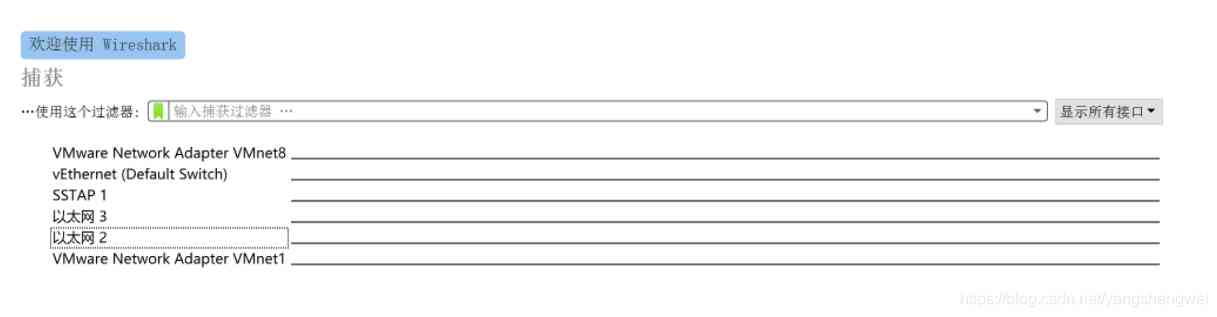 欢迎使用 Wireshark
捕获
…使用这个过滤器: 输入捕获过滤器 … 显示所有接口
VMware Network Adapter VMnet8
vEthernet (Default Switch)
SSTAP 1
以太网 3
以太网 2
VMware Network Adapter VMnet1
https://blog.csdn.net/yangshengwei